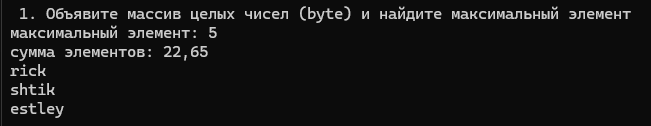 1. Объявите массив целых чисел (byte) и найдите максимальный элемент
максимальный элемент: 5
сумма элементов: 22,65
rick
shtik
estley